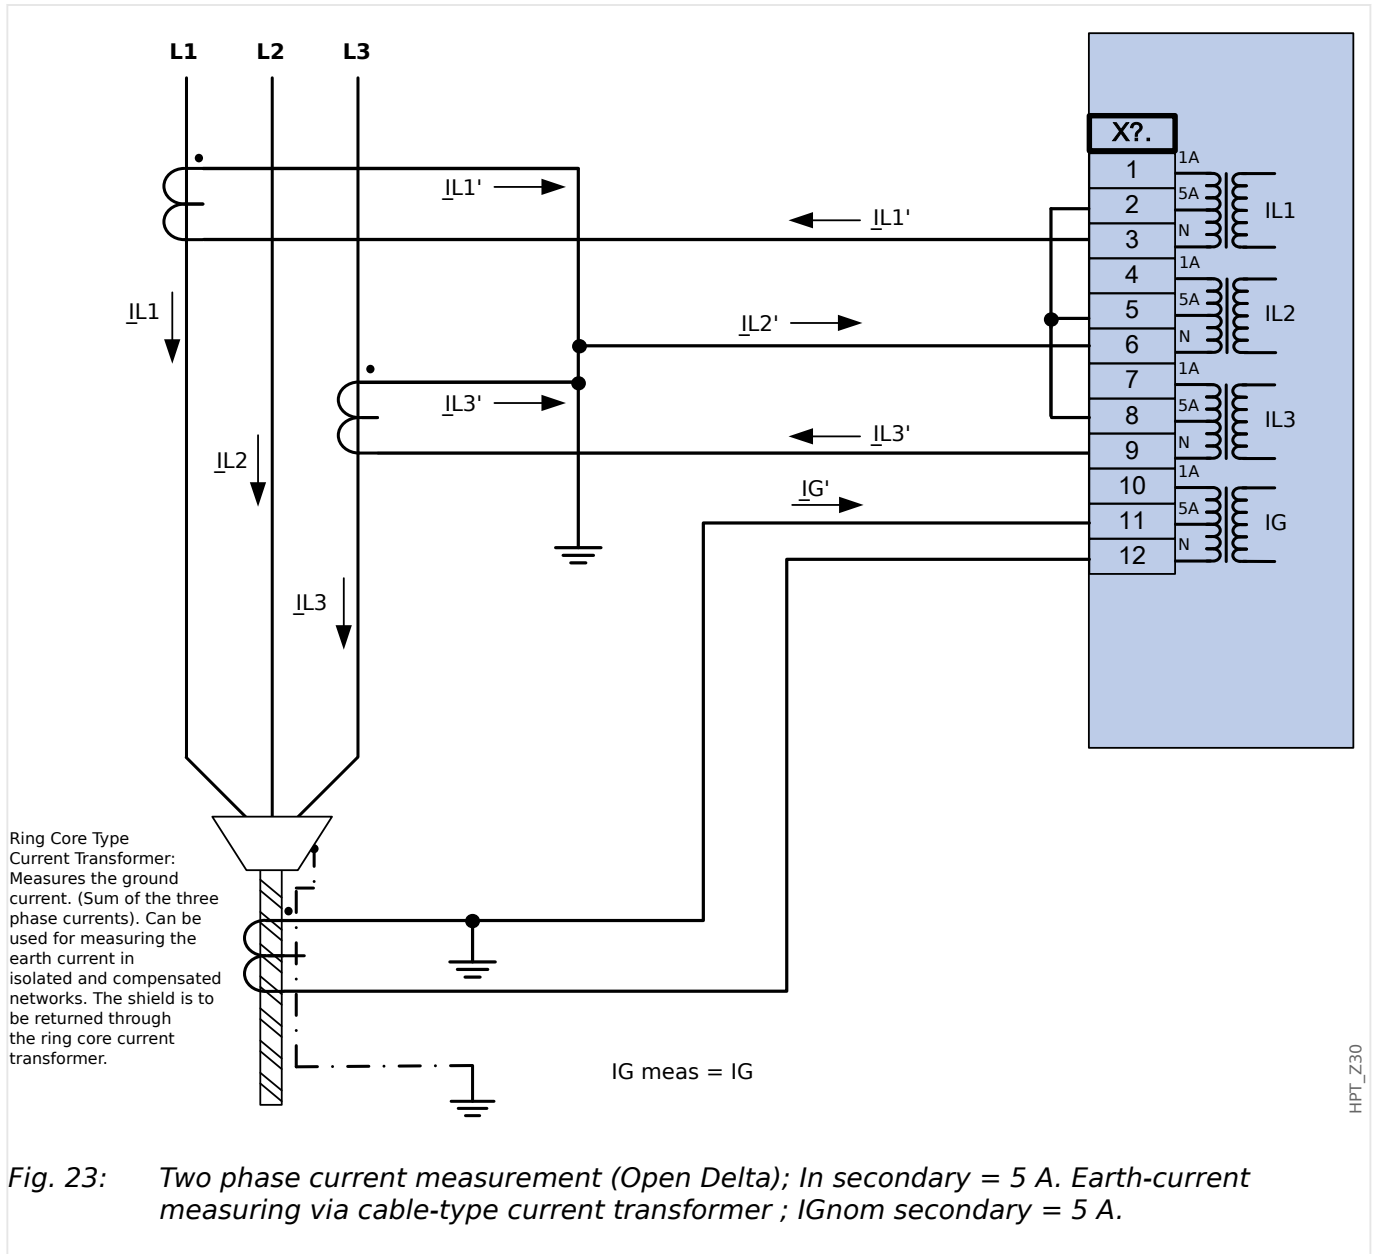 L1 L2 L3
X?.
1 1A
2 5A IL1
3 N
4 1A
5 5A IL2
6 N
7 1A
8 5A IL3
9 N
10 1A
11 5A IG
12 N
IL1'
IL1'
IL1
IL2'
IL3'
IL3'
IL2
IG'
IL3
Ring Core Type
Current Transformer:
Measures the ground
current. (Sum of the three
phase currents). Can be
used for measuring the
earth current in
isolated and compensated
networks. The shield is to
be returned through
the ring core current
transformer.
IG meas = IG
HPT_Z30
Fig. 23: Two phase current measurement (Open Delta); In secondary = 5 A. Earth-current
measuring via cable-type current transformer ; IGnom secondary = 5 A.